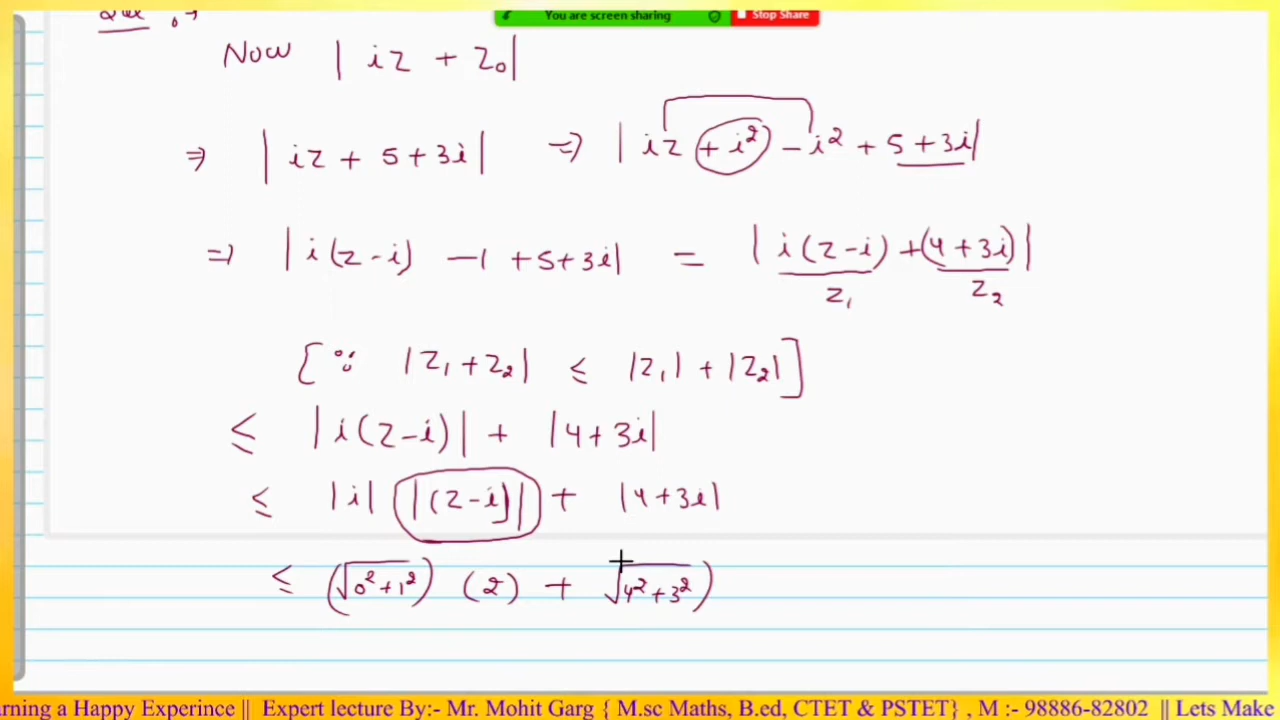 You are screen sharing Stop Share
Now |iz + z₀|
⇒ |iz + 5+3i| ⇒ |iz + i² - i² + 5+3i|
⇒ |i(z-i) -1 +5+3i| = |i(z-i) +(4+3i)|
z₁ z₂
[∵ |z₁+z₂| ≤ |z₁| + |z₂|]
≤ |i(z-i)| + |4+3i|
≤ |i| |(z-i)| + |4+3i|
≤ (√0²+1²) (2) + √4²+3²)
arning a Happy Experince || Expert lecture By:- Mr. Mohit Garg { M.sc Maths, B.ed, CTET & PSTET} , M :- 98886-82802 || Lets Make